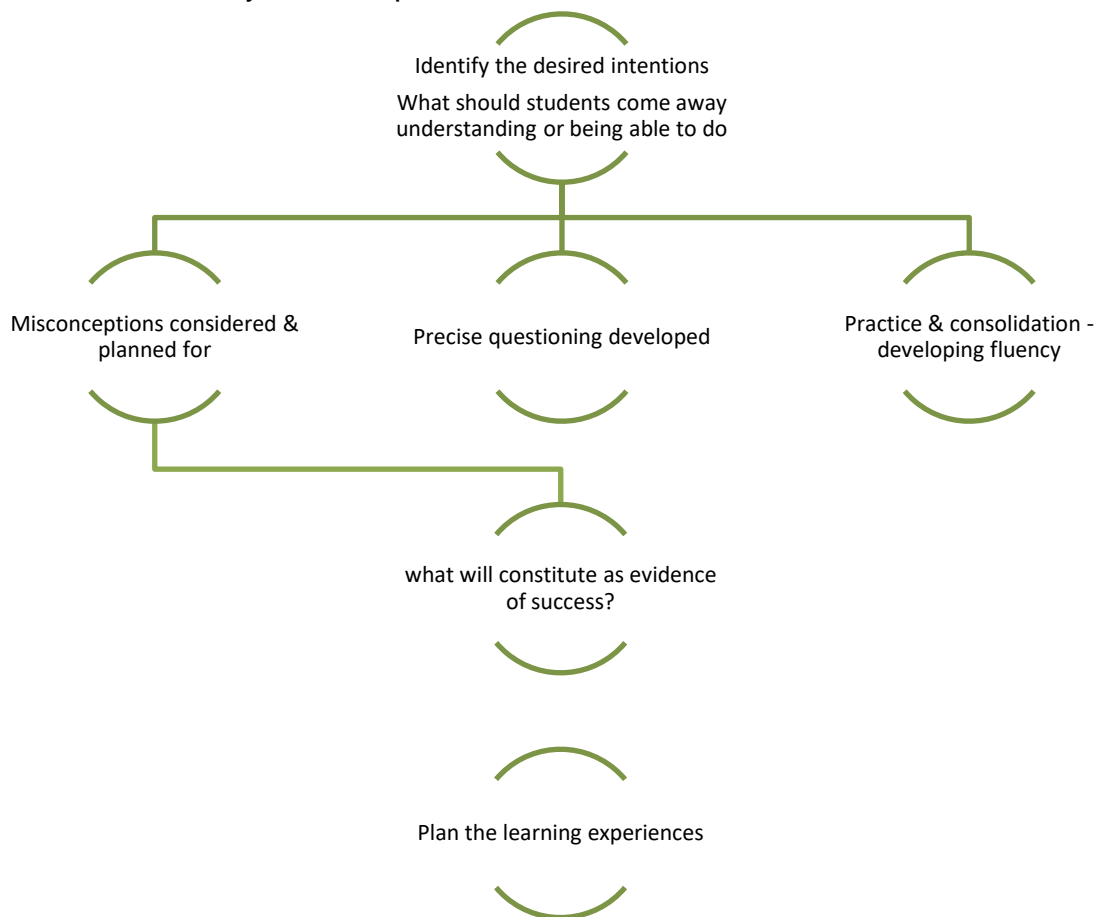 Identify the desired intentions
What should students come away
understanding or being able to do
Misconceptions considered &
planned for
Precise questioning developed
Practice & consolidation -
developing fluency
what will constitute as evidence
of success?
Plan the learning experiences